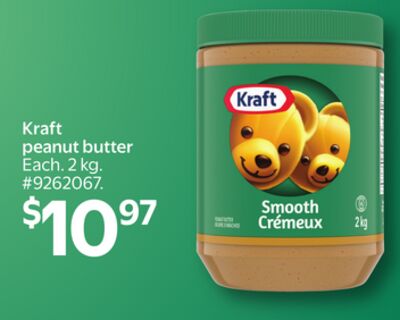 Kraft
peanut butter
Each. 2 kg.
#9262067.
$10.97
Kraft
Smooth
Crémeux
2 kg